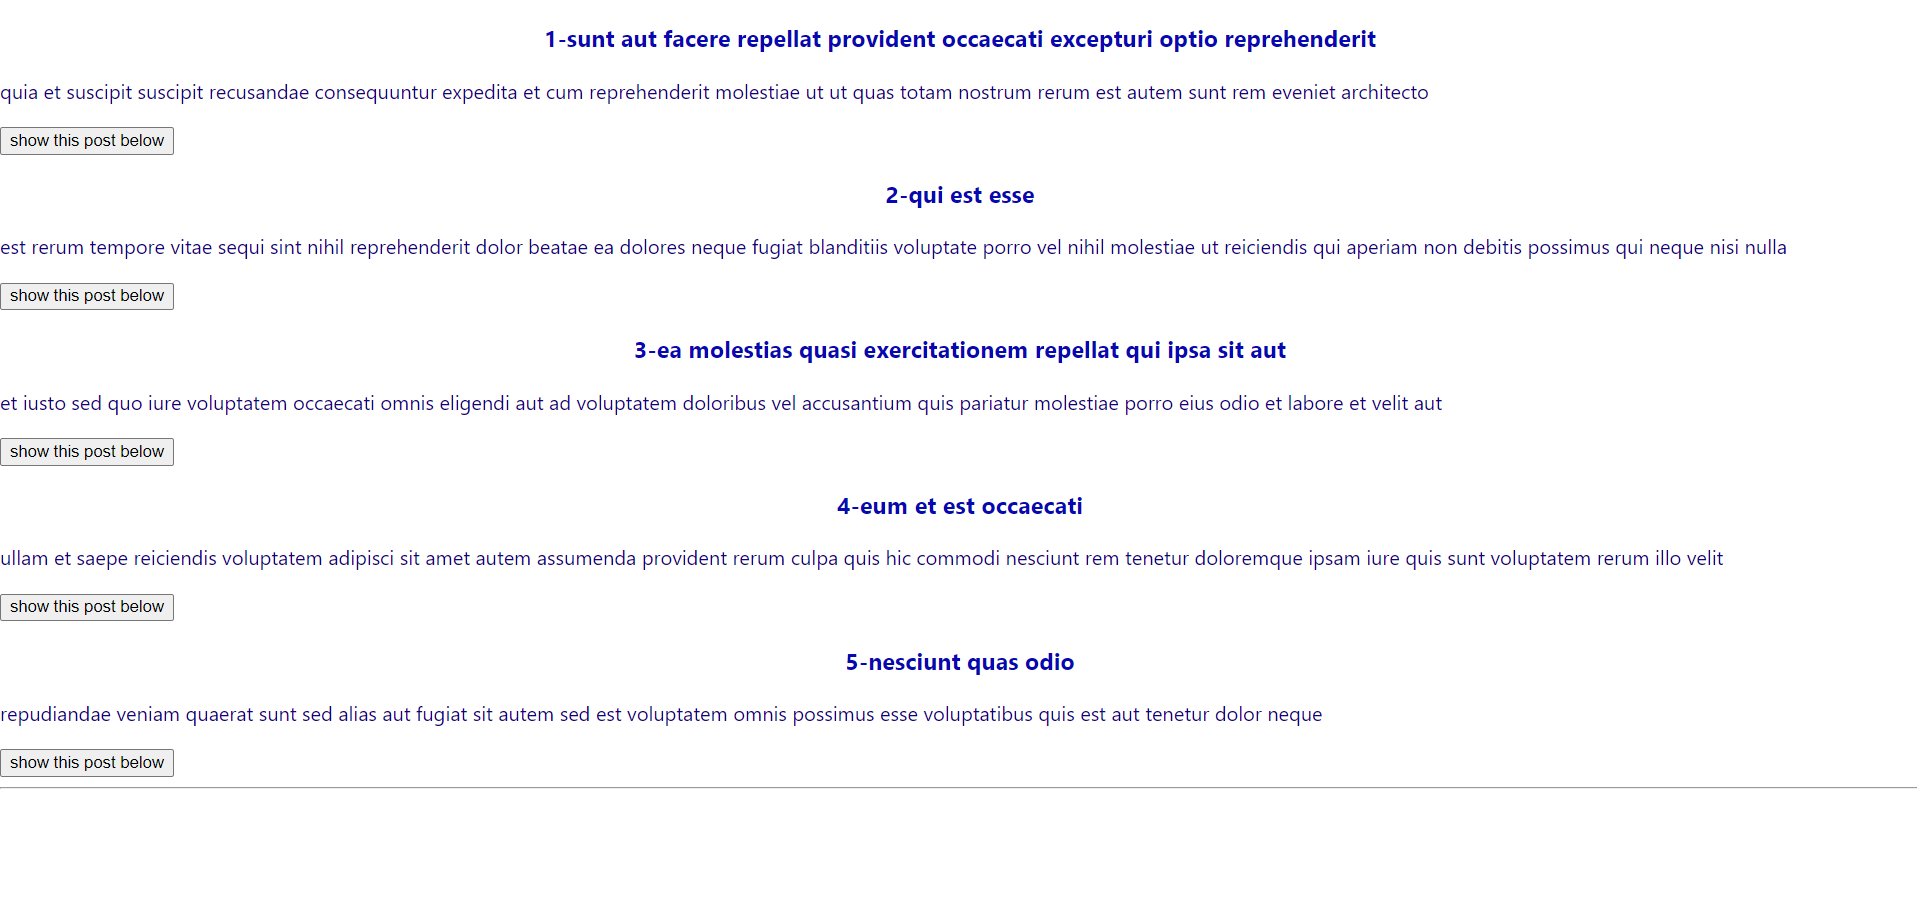 1-sunt aut facere repellat provident occaecati excepturi optio reprehenderit
quia et suscipit suscipit recusandae consequuntur expedita et cum reprehenderit molestiae ut ut quas totam nostrum rerum est autem sunt rem eveniet architecto
show this post below
2-qui est esse
est rerum tempore vitae sequi sint nihil reprehenderit dolor beatae ea dolores neque fugiat blanditiis voluptate porro vel nihil molestiae ut reiciendis qui aperiam non debitis possimus qui neque nisi nulla
show this post below
3-ea molestias quasi exercitationem repellat qui ipsa sit aut
et iusto sed quo iure voluptatem occaecati omnis eligendi aut ad voluptatem doloribus vel accusantium quis pariatur molestiae porro eius odio et labore et velit aut
show this post below
4-eum et est occaecati
ullam et saepe reiciendis voluptatem adipisci sit amet autem assumenda provident rerum culpa quis hic commodi nesciunt rem tenetur doloremque ipsam iure quis sunt voluptatem rerum illo velit
show this post below
5-nesciunt quas odio
repudiandae veniam quaerat sunt sed alias aut fugiat sit autem sed est voluptatem omnis possimus esse voluptatibus quis est aut tenetur dolor neque
show this post below